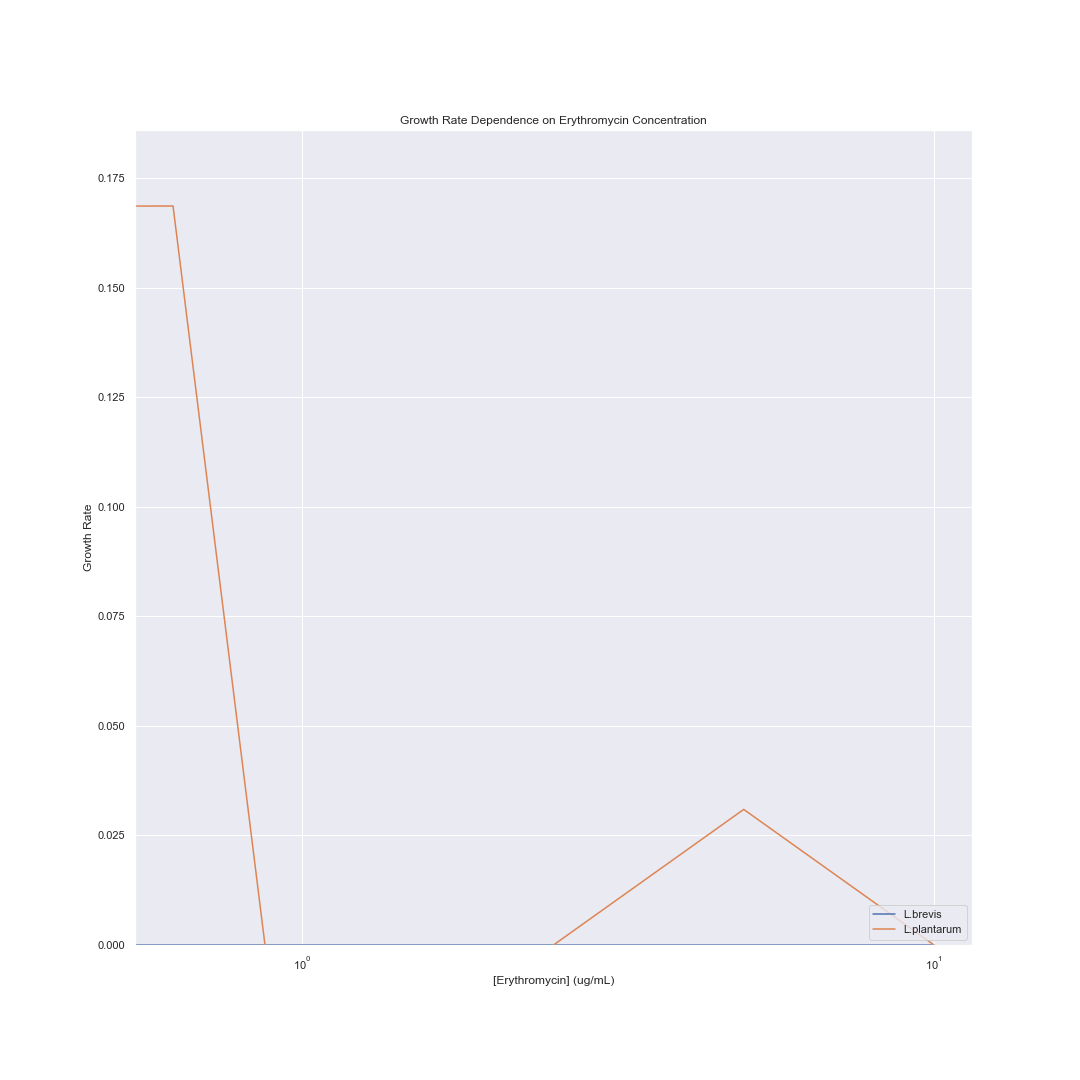 Growth Rate Dependence on Erythromycin Concentration
0.175
0.150
0.125
0.100
0.075
0.050
0.025
0.000
Growth Rate
L.brevis
L.plantarum
10⁰
10¹
[Erythromycin] (ug/mL)